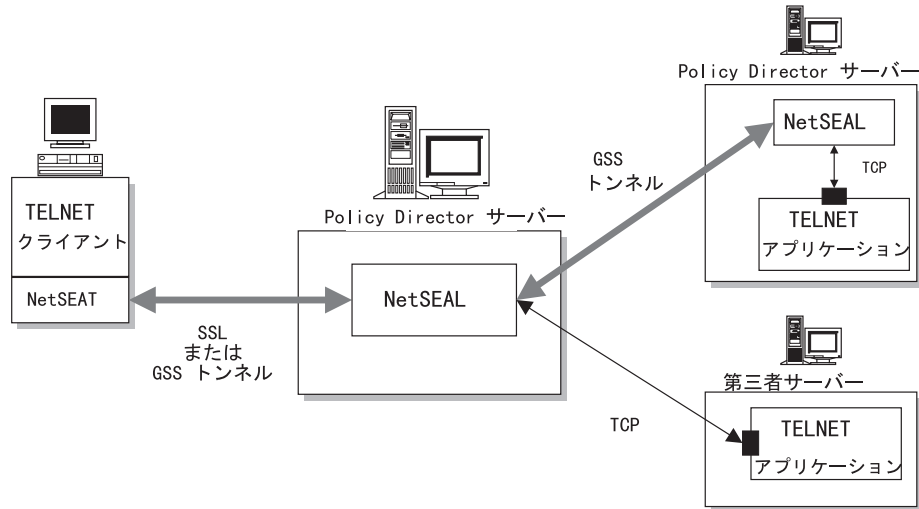 TELNET
クライアント
NetSEAT
SSL
または
GSS トンネル
Policy Director サーバー
NetSEAL
GSS
トンネル
TCP
Policy Director サーバー
NetSEAL
TCP
TELNET
アプリケーション
第三者サーバー
TELNET
アプリケーション